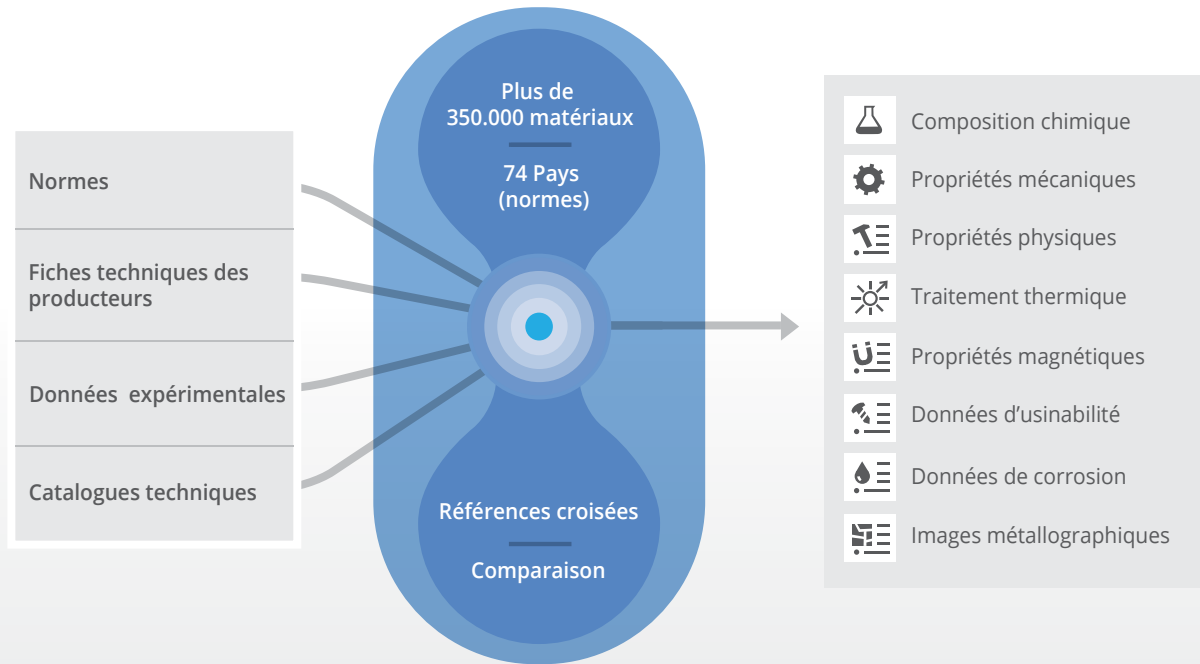 Normes
Fiches techniques des
producteurs
Données expérimentales
Catalogues techniques
Plus de
350.000 matériaux
74 Pays
(normes)
Références croisées
Comparaison
Composition chimique
Propriétés mécaniques
Propriétés physiques
Traitement thermique
Propriétés magnétiques
Données d’usinabilité
Données de corrosion
Images métallographiques